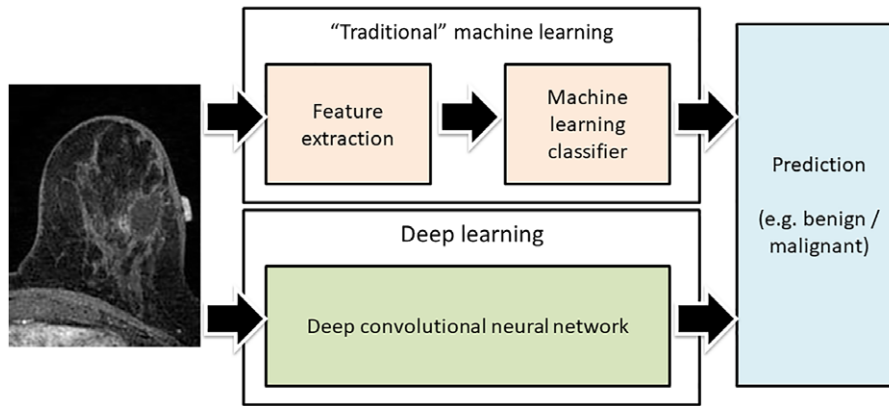 “Traditional” machine learning
Feature
extraction
Machine
learning
classifier
Deep learning
Deep convolutional neural network
Prediction
(e.g. benign /
malignant)